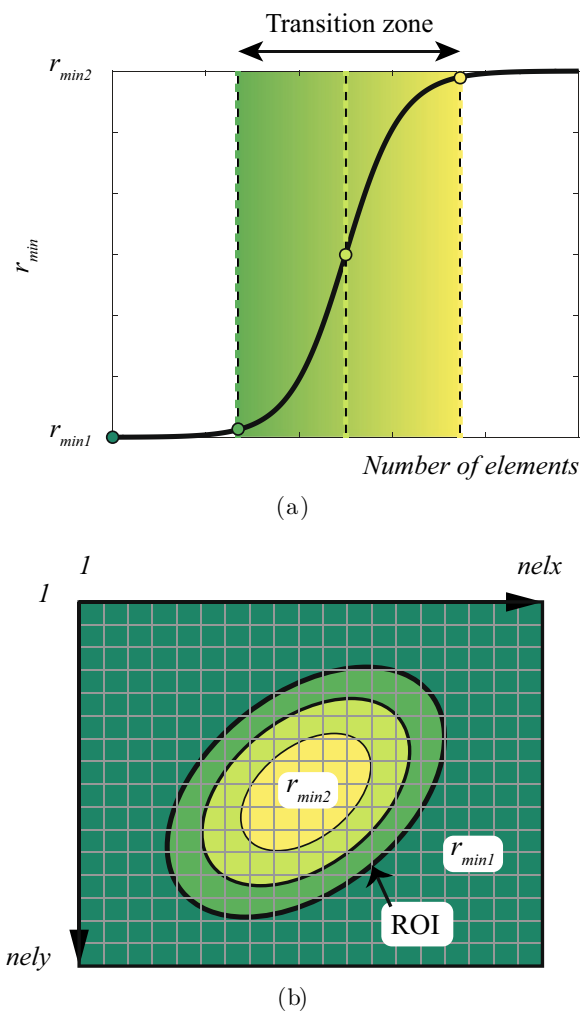 Transition zone
r_min2
r_min
r_min1
Number of elements
(a)
1
nelx
1
r_min2
r_min1
ROI
nely
(b)